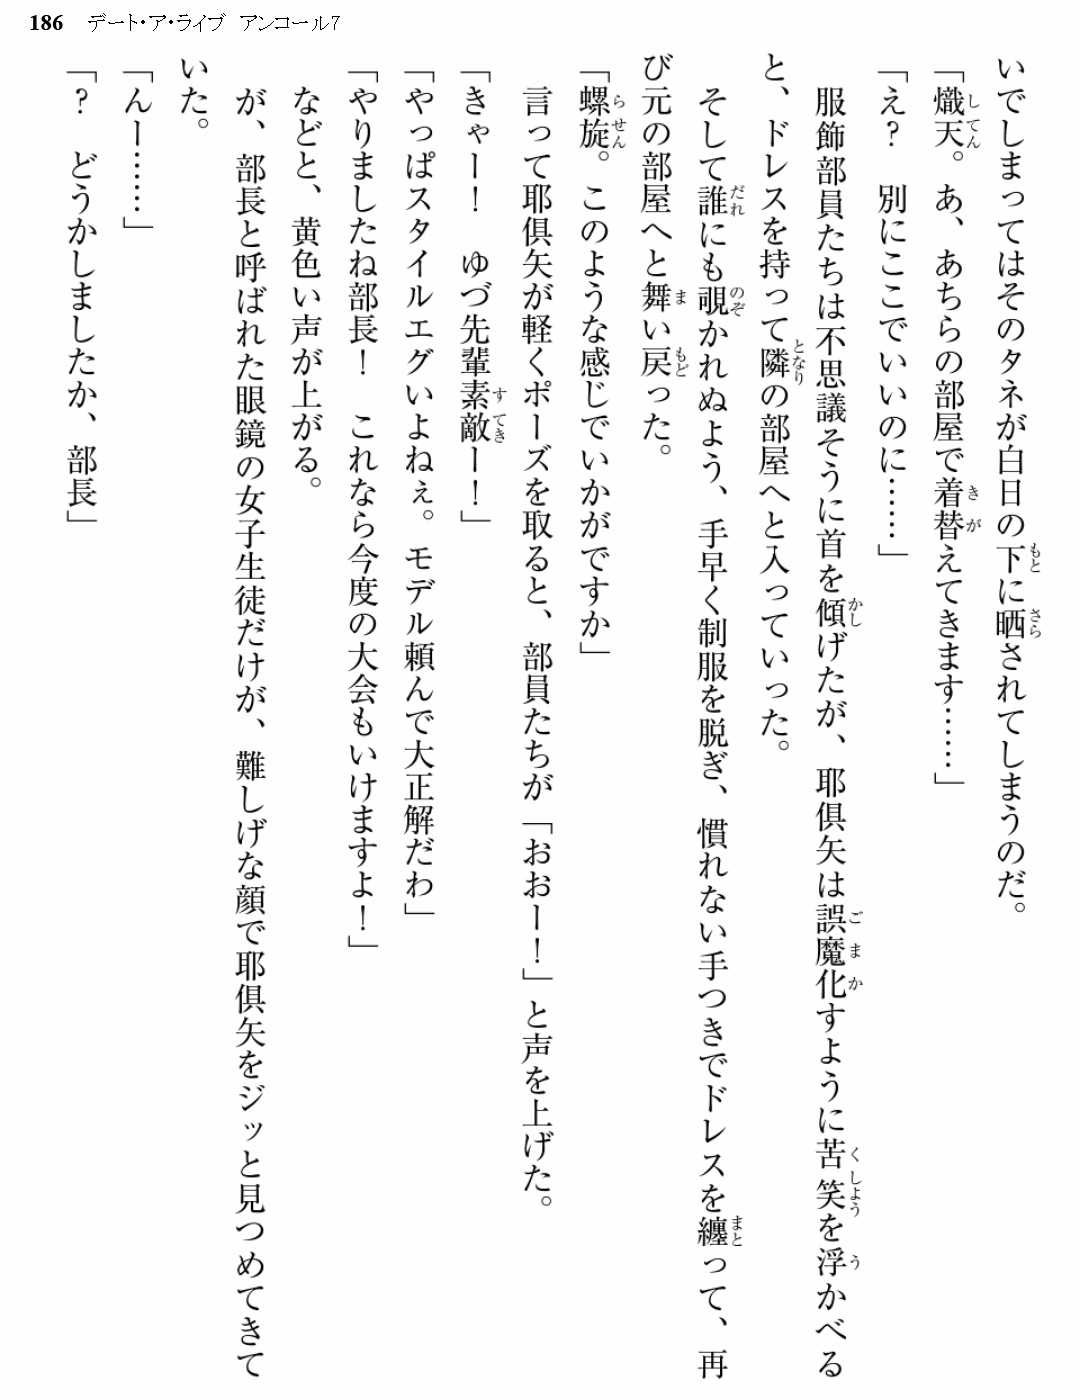 186 デート・ア・ライブ アンコール7
いでしまってはそのタネが白日の下に晒されてしまうのだ。
「熾天。あ、あちらの部屋で着替えてきます……」
「え？　別にここでいいのに……」
　服飾部員たちは不思議そうに首を傾げたが、耶倶矢は誤魔化すように苦笑を浮かべる
と、ドレスを持って隣の部屋へと入っていった。
　そして誰にも覗かれぬよう、手早く制服を脱ぎ、慣れない手つきでドレスを纏って、再
び元の部屋へと舞い戻った。
「螺旋。このような感じでいかがですか」
　言って耶倶矢が軽くポーズを取ると、部員たちが「おおー！」と声を上げた。
「きゃー！　ゆづ先輩素敵ー！」
「やっぱスタイルエグいよねぇ。モデル頼んで大正解だわ」
「やりましたね部長！　これなら今度の大会もいけますよ！」
　などと、黄色い声が上がる。
　が、部長と呼ばれた眼鏡の女子生徒だけが、難しげな顔で耶倶矢をジッと見つめてきて
いた。
「んー……」
「？　どうかしましたか、部長」